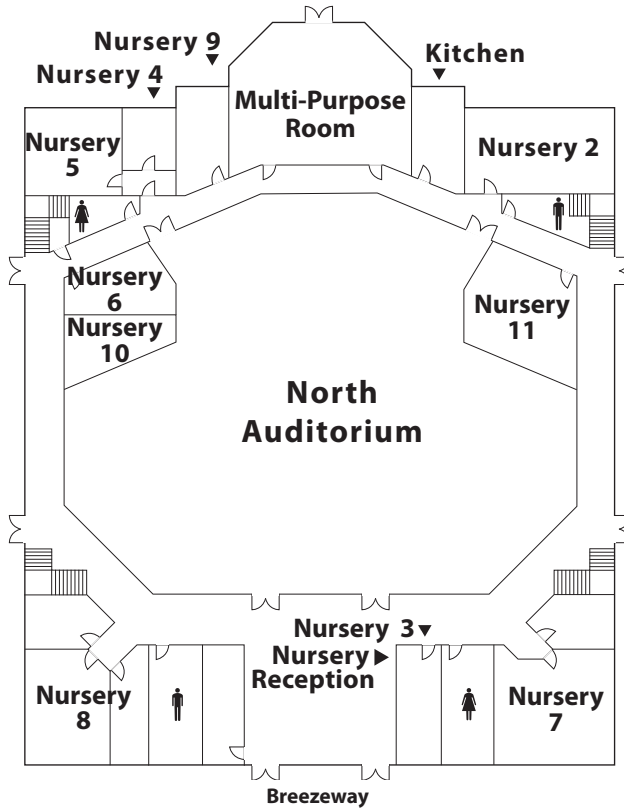 Nursery 9
Kitchen
Nursery 4
Multi-Purpose
Room
Nursery
5
Nursery 2
Nursery
6
Nursery
10
Nursery
11
North
Auditorium
Nursery 3
Nursery
Reception
Nursery
8
Nursery
7
Breezeway